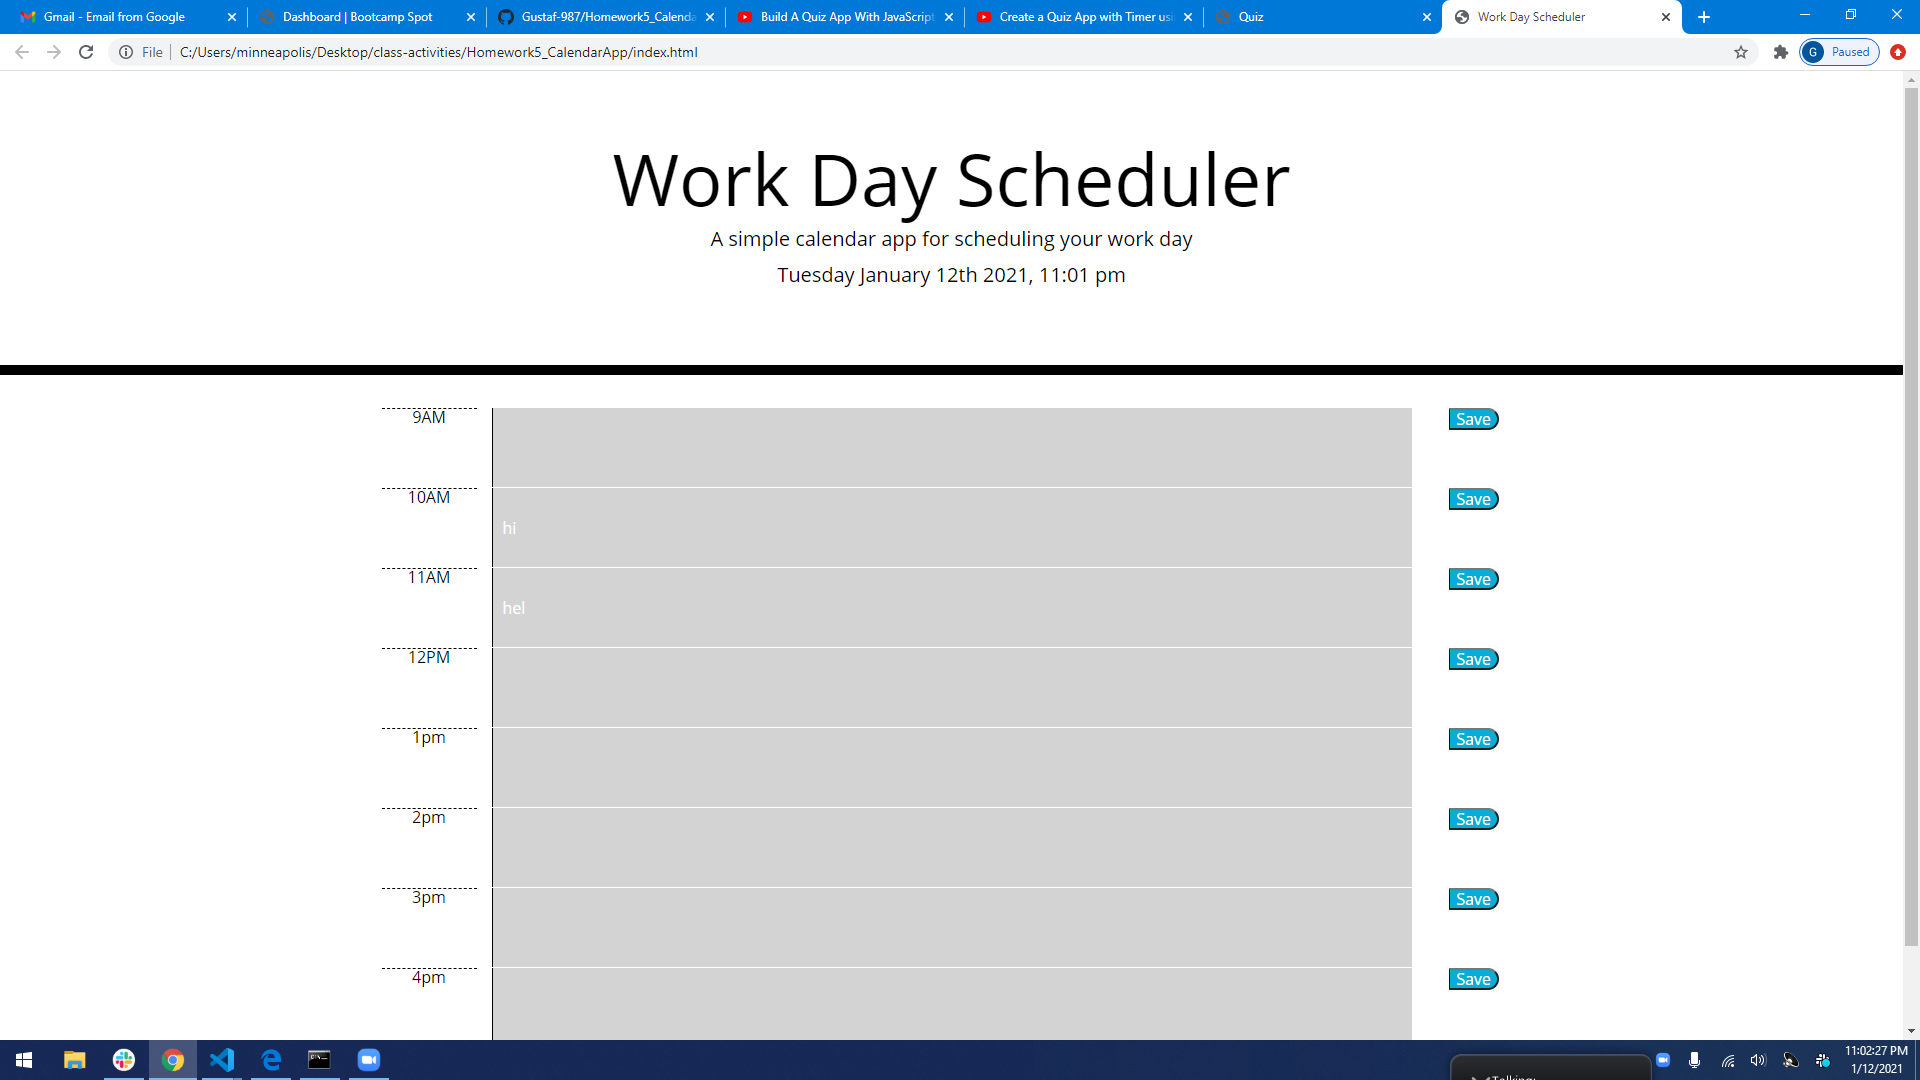 Gmail - Email from Google
Dashboard | Bootcamp Spot
Gustaf-987/Homework5_Calenda
Build A Quiz App With JavaScript
Create a Quiz App with Timer usi
Quiz
Work Day Scheduler
File
C:/Users/minneapolis/Desktop/class-activities/Homework5_CalendarApp/index.html
G Paused
Work Day Scheduler
A simple calendar app for scheduling your work day
Tuesday January 12th 2021, 11:01 pm
9AM
Save
10AM
hi
Save
11AM
hel
Save
12PM
Save
1pm
Save
2pm
Save
3pm
Save
4pm
Save
Talking:
11:02:27 PM
1/12/2021